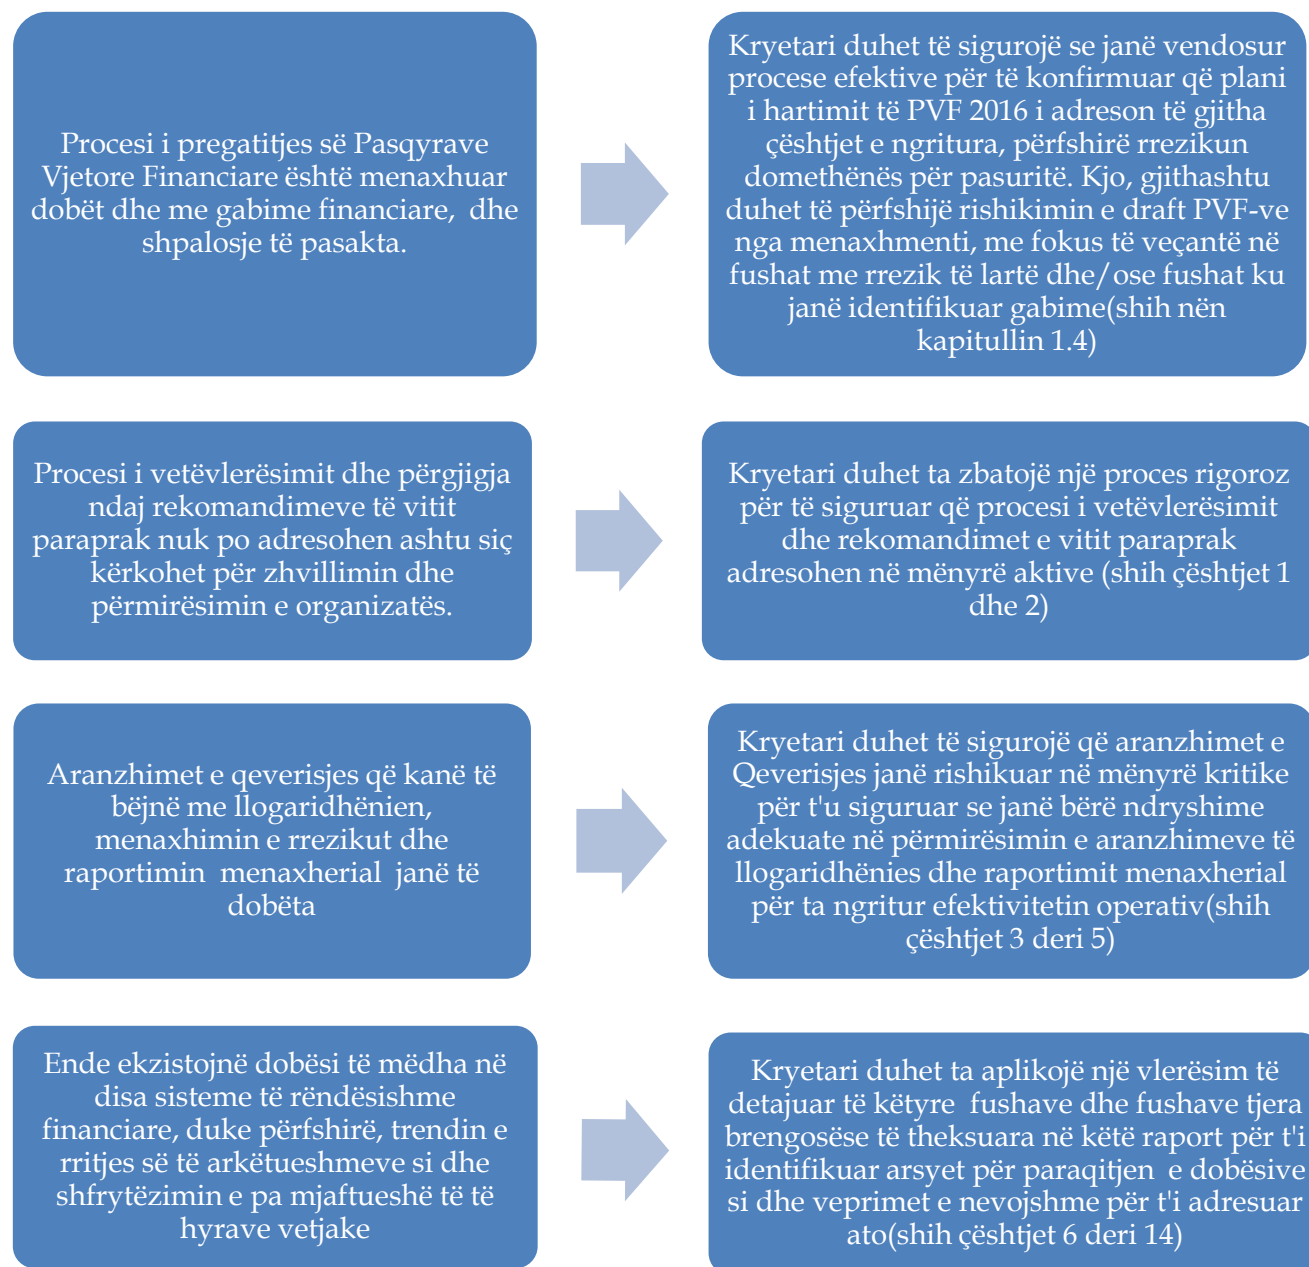 Procesi i pregatitjes së Pasqyrave
Vjetore Financiare është menaxhuar
dobët dhe me gabime financiare, dhe
shpalosje të pasakta.
Kryetari duhet të sigurojë se janë vendosur
procese efektive për të konfirmuar që plani
i hartimit të PVF 2016 i adreson të gjitha
çështjet e ngritura, përfshirë rrezikun
domethënës për pasuritë. Kjo, gjithashtu
duhet të përfshijë rishikimin e draft PVF-ve
nga menaxhmenti, me fokus të veçantë në
fushat me rrezik të lartë dhe/ose fushat ku
janë identifikuar gabime(shih nën
kapitullin 1.4)
Procesi i vetëvlerësimit dhe përgjigja
ndaj rekomandimeve të vitit
paraprak nuk po adresohen ashtu siç
kërkohet për zhvillimin dhe
përmirësimin e organizatës.
Kryetari duhet ta zbatojë një proces rigoroz
për të siguruar që procesi i vetëvlerësimit
dhe rekomandimet e vitit paraprak
adresohen në mënyrë aktive (shih çështjet 1
dhe 2)
Aranzhimet e qeverisjes që kanë të
bëjnë me llogaridhënien,
menaxhimin e rrezikut dhe
raportimin menaxherial janë të
dobëta
Kryetari duhet të sigurojë që aranzhimet e
Qeverisjes janë rishikuar në mënyrë kritike
për t'u siguruar se janë bërë ndryshime
adekuate në përmirësimin e aranzhimeve të
llogaridhënies dhe raportimit menaxherial
për ta ngritur efektivitetin operativ(shih
çështjet 3 deri 5)
Ende ekzistojnë dobësi të mëdha në
disa sisteme të rëndësishme
financiare, duke përfshirë, trendin e
rritjes së të arkëtueshmeve si dhe
shfrytëzimin e pa mjaftueshë të të
hyrave vetjake
Kryetari duhet ta aplikojë një vlerësim të
detajuar të këtyre fushave dhe fushave tjera
brengosëse të theksuara në këtë raport për t'i
identifikuar arsyet për paraqitjen e dobësive
si dhe veprimet e nevojshme për t'i adresuar
ato(shih çështjet 6 deri 14)